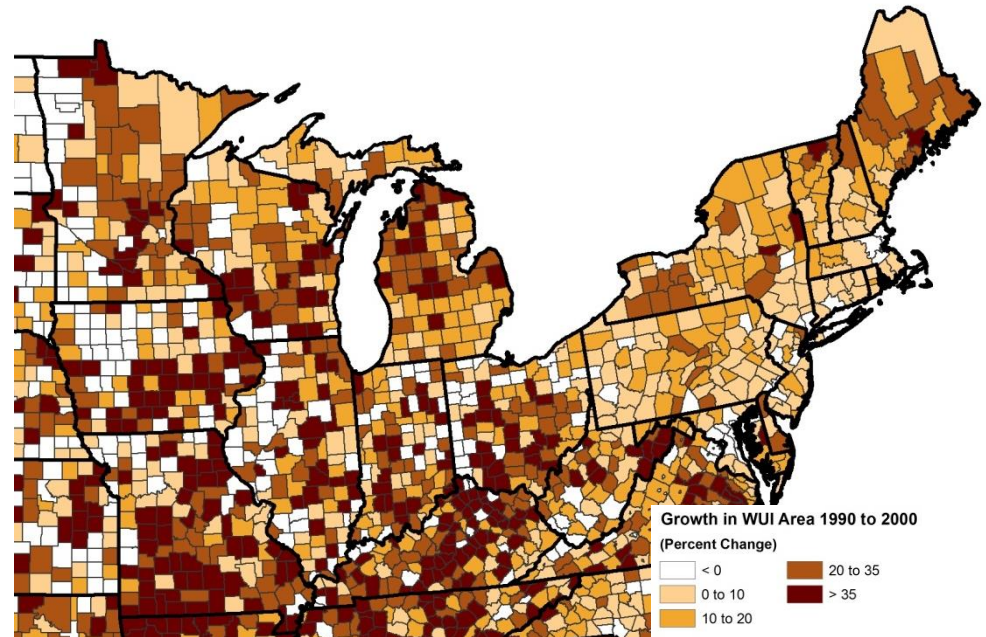 Growth in WUI Area 1990 to 2000
(Percent Change)
< 0
0 to 10
10 to 20
20 to 35
> 35